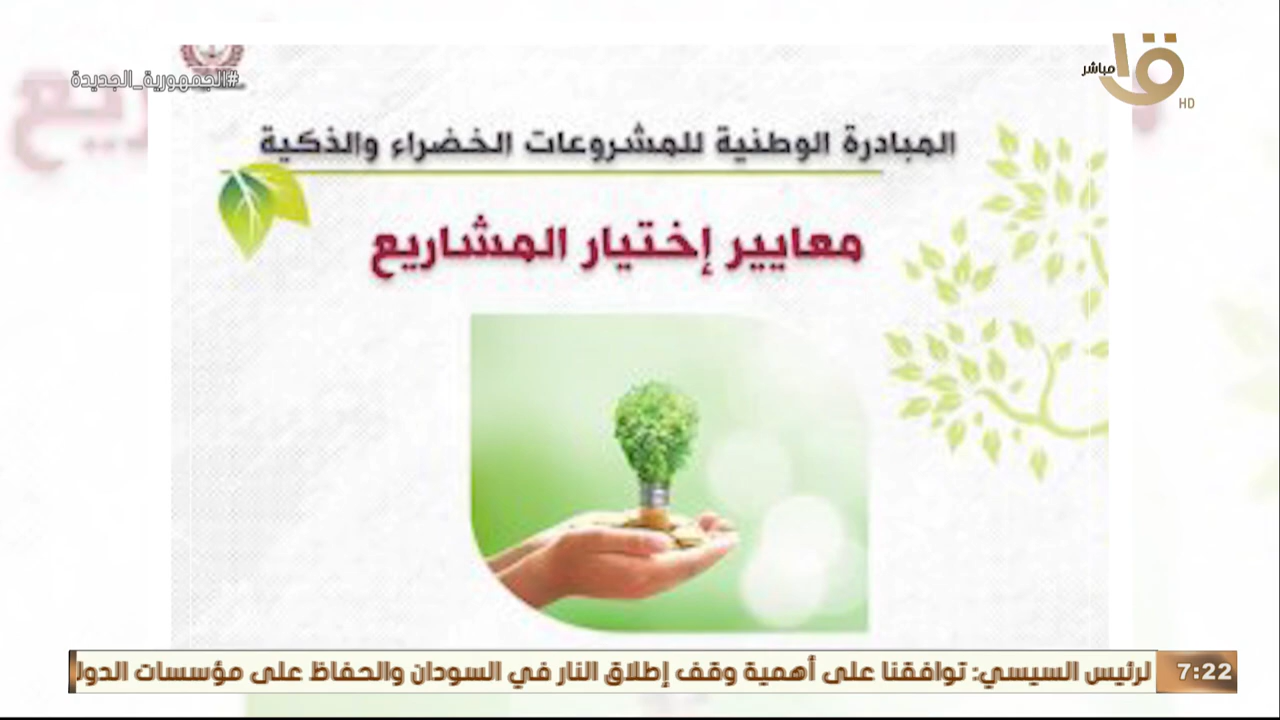 #الجمهورية_الجديدة
مباشر
HD
المبادرة الوطنية للمشروعات الخضراء والذكية
معايير إختيار المشاريع
7:22
لرئيس السيسي: توافقنا على أهمية وقف إطلاق النار في السودان والحفاظ على مؤسسات الدول